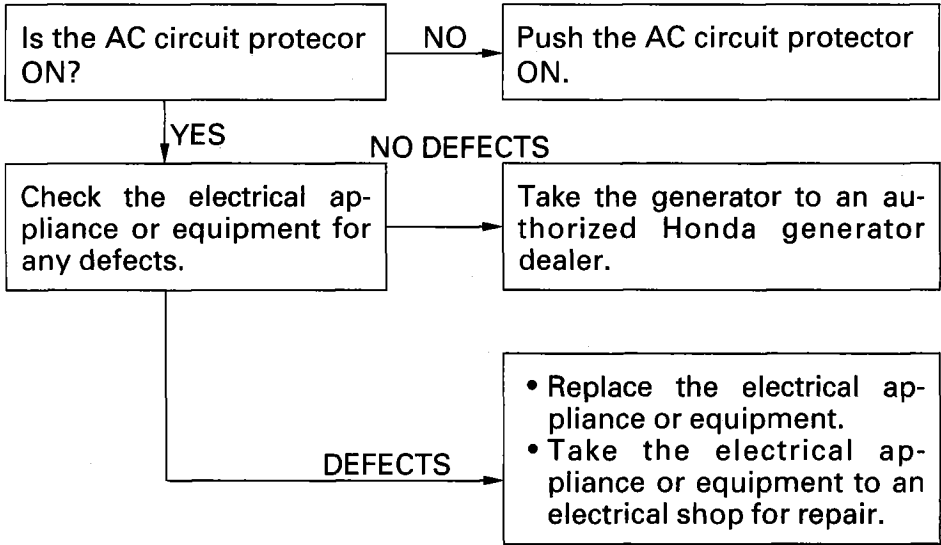 Is the AC circuit protecor
ON?
NO
Push the AC circuit protector
ON.
YES
NO DEFECTS
Check the electrical ap-
pliance or equipment for
any defects.
Take the generator to an au-
thorized Honda generator
dealer.
DEFECTS
• Replace the electrical ap-
pliance or equipment.
• Take the electrical ap-
pliance or equipment to an
electrical shop for repair.